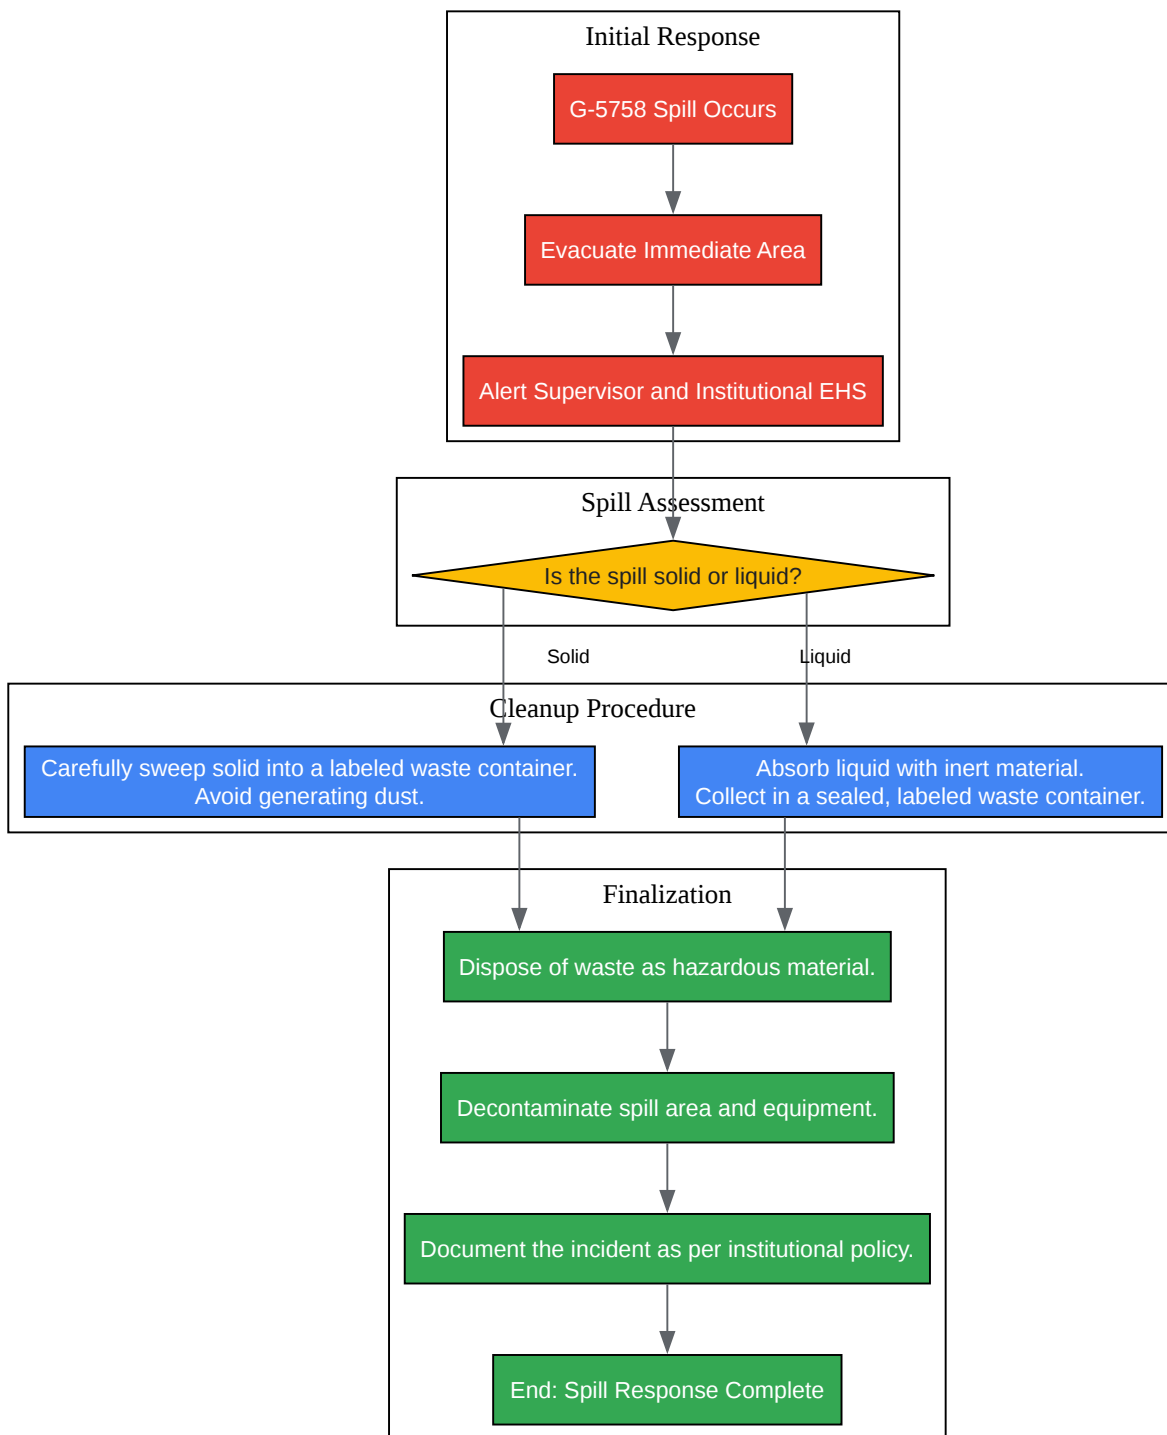 Initial Response
G-5758 Spill Occurs
Evacuate Immediate Area
Alert Supervisor and Institutional EHS
Spill Assessment
Is the spill solid or liquid?
Solid
Liquid
Cleanup Procedure
Carefully sweep solid into a labeled waste container.
Avoid generating dust.
Absorb liquid with inert material.
Collect in a sealed, labeled waste container.
Finalization
Dispose of waste as hazardous material.
Decontaminate spill area and equipment.
Document the incident as per institutional policy.
End: Spill Response Complete